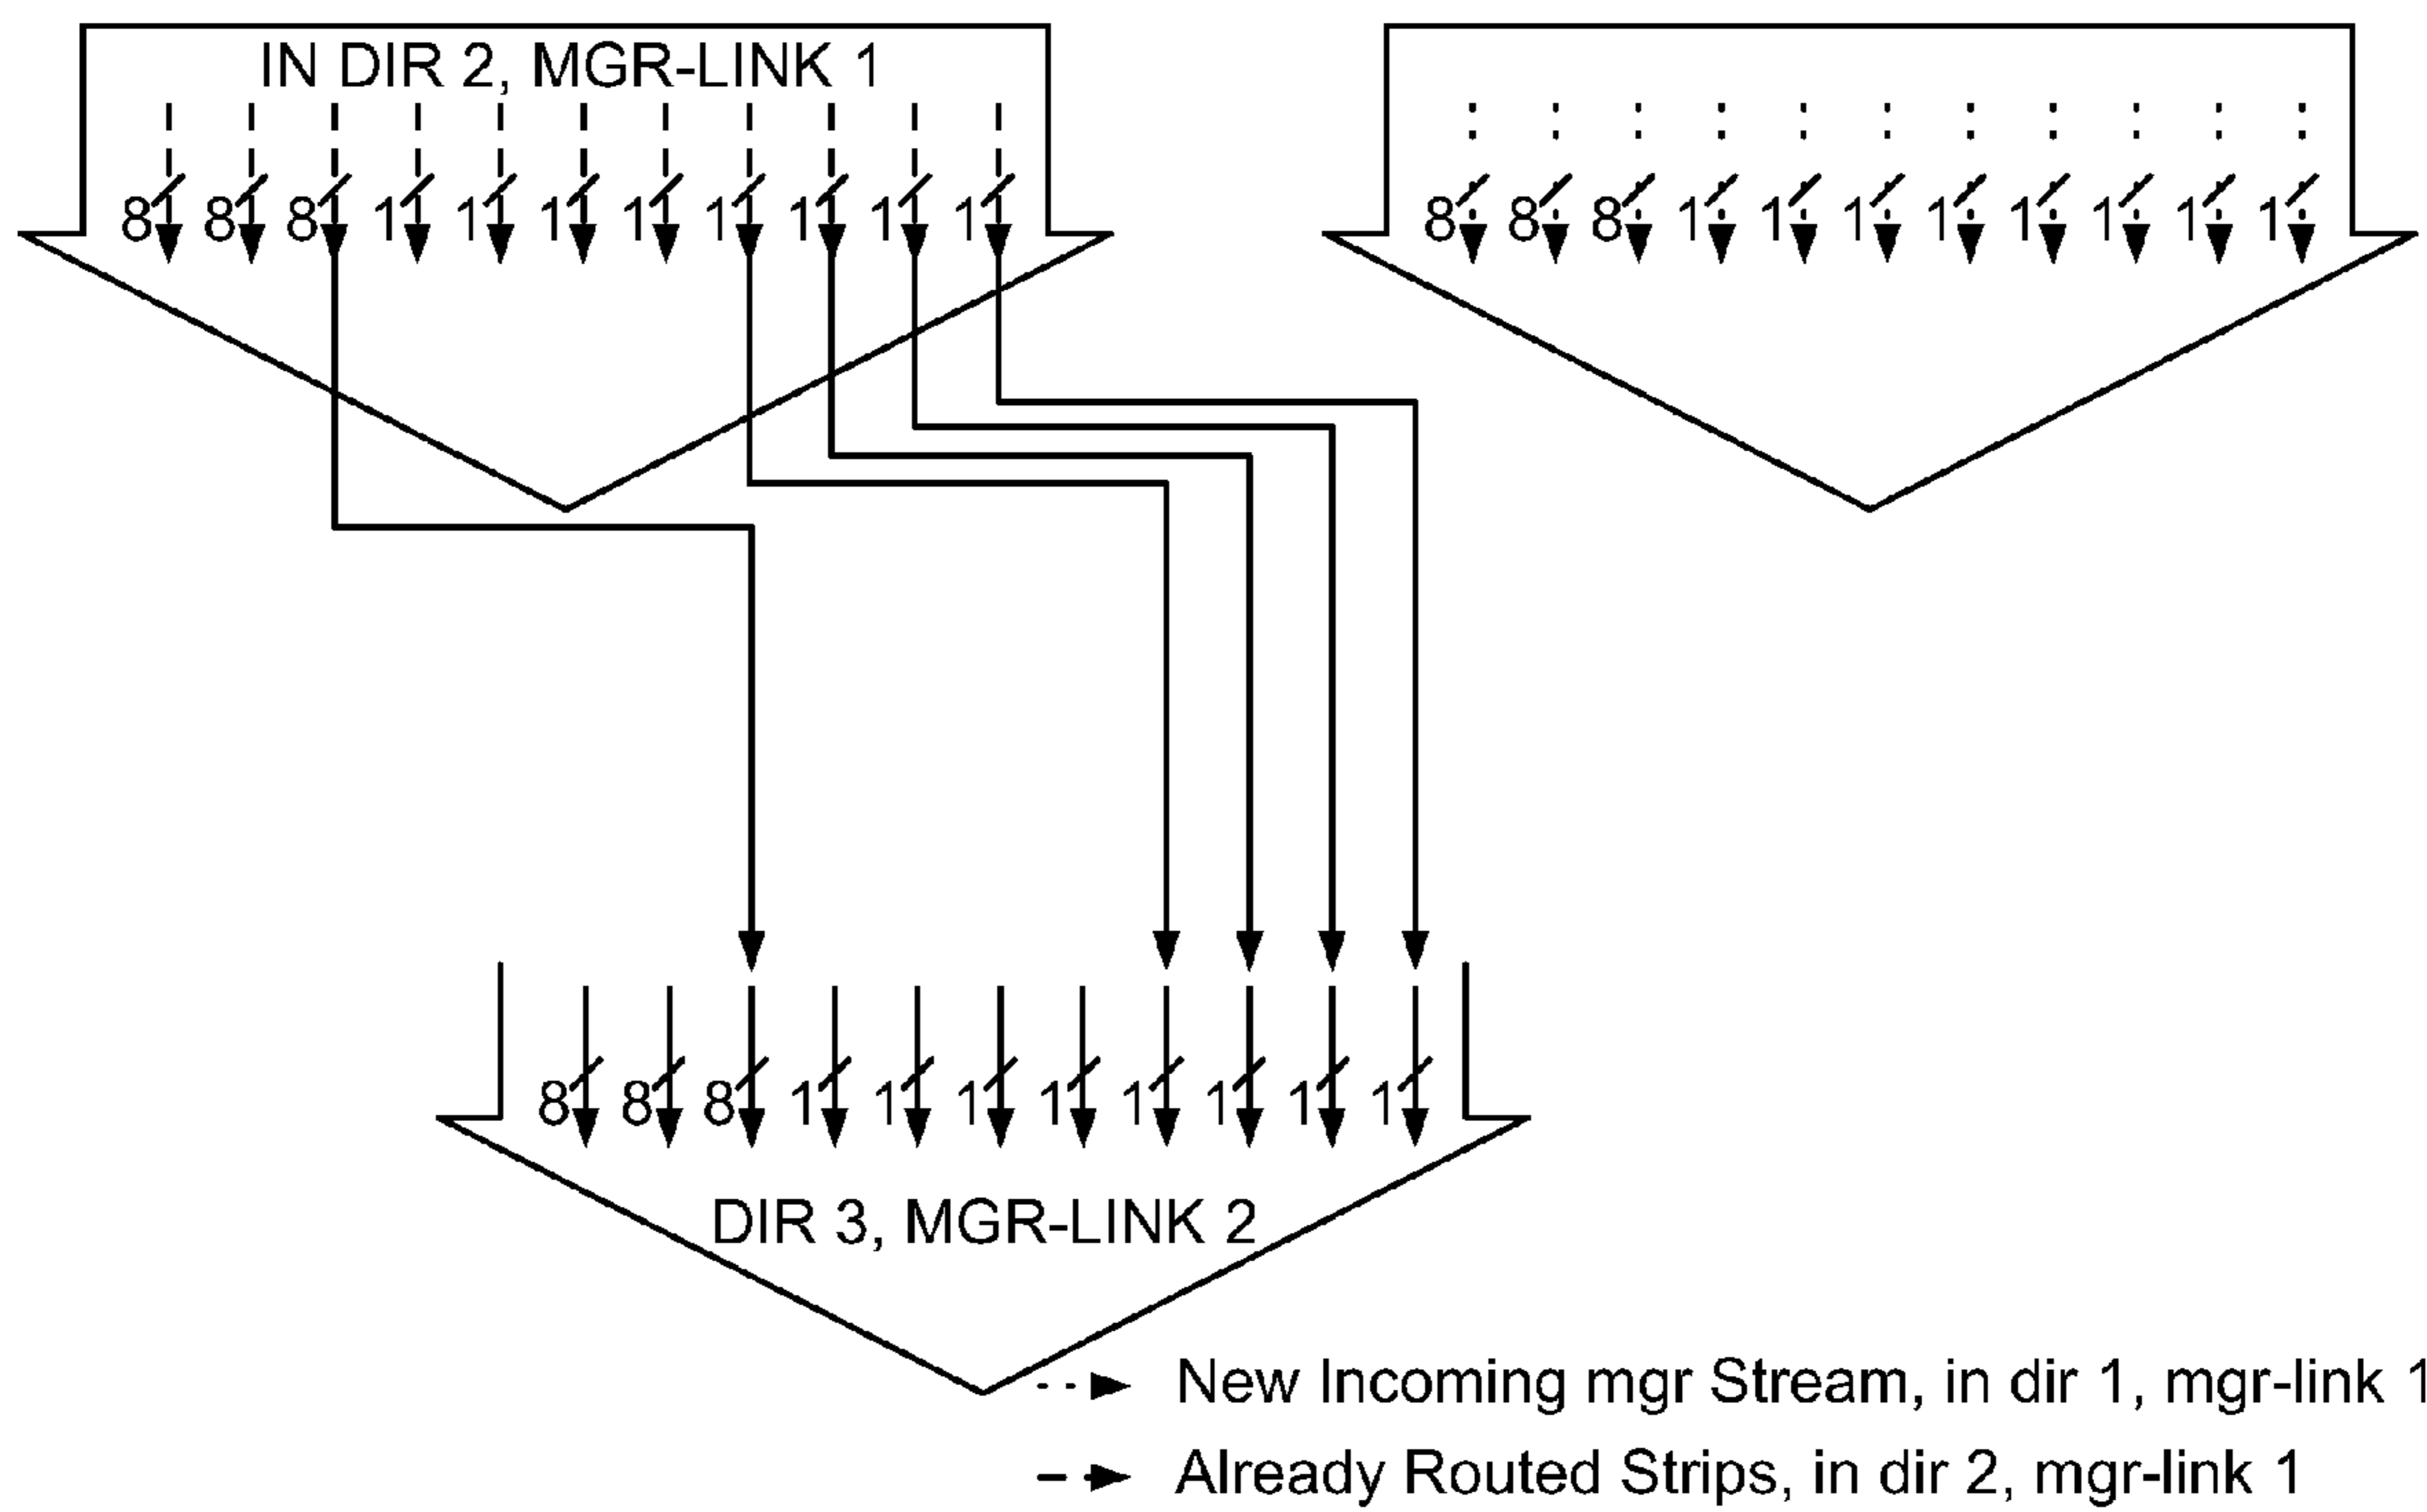 IN DIR 2, MGR-LINK 1
8 8 8 1 1 1 1 1 1 1 1
8 8 8 1 1 1 1 1 1 1 1
8 8 8 1 1 1 1 1 1 1 1
DIR 3, MGR-LINK 2
New Incoming mgr Stream, in dir 1, mgr-link 1
Already Routed Strips, in dir 2, mgr-link 1